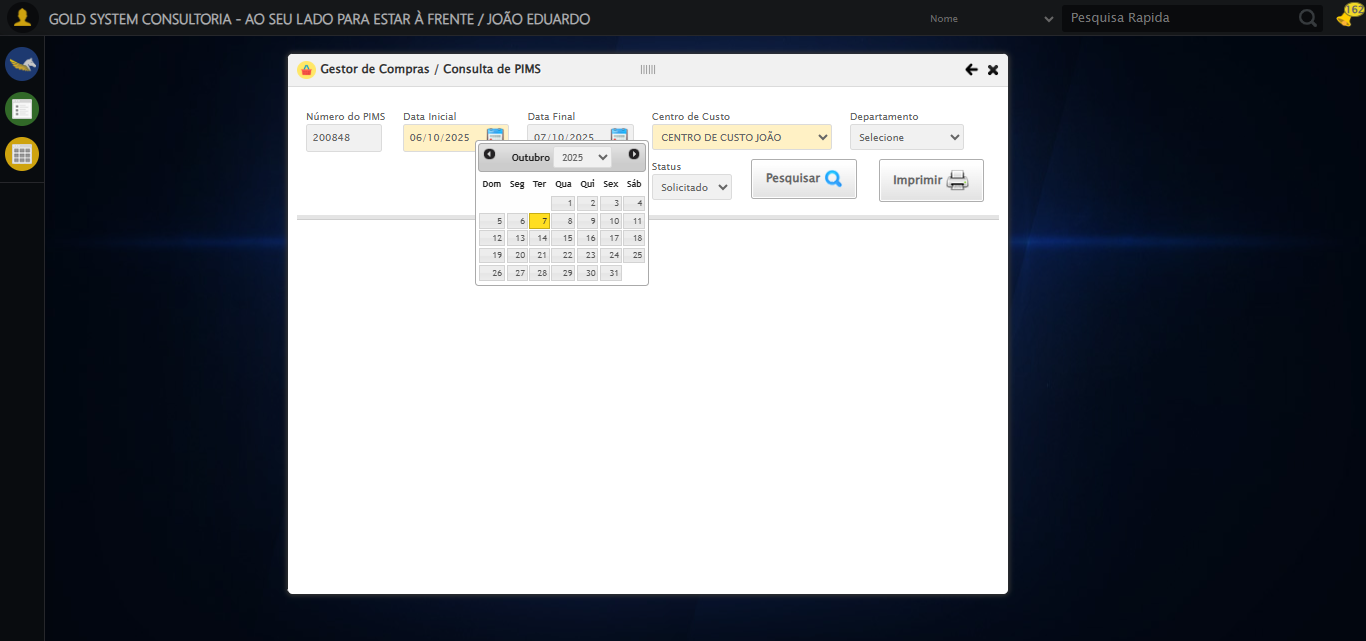 GOLD SYSTEM CONSULTORIA - AO SEU LADO PARA ESTAR À FRENTE / JOÃO EDUARDO
Nome
Pesquisa Rapida
162
Gestor de Compras / Consulta de PIMS
Número do PIMS
Data Inicial
Data Final
Centro de Custo
Departamento
200848
06/10/2025
07/10/2025
CENTRO DE CUSTO JOÃO
Selecione
Status
Solicitado
Pesquisar
Imprimir
Outubro 2025
Dom Seg Ter Qua Qui Sex Sáb
1 2 3 4
5 6 7 8 9 10 11
12 13 14 15 16 17 18
19 20 21 22 23 24 25
26 27 28 29 30 31